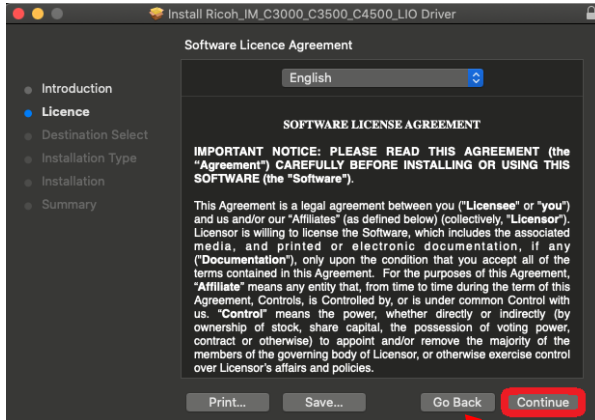 Install Ricoh_IM_C3000_C3500_C4500_LIO Driver
Software Licence Agreement
Introduction
Licence
Destination Select
Installation Type
Installation
Summary
English
SOFTWARE LICENSE AGREEMENT
IMPORTANT NOTICE: PLEASE READ THIS AGREEMENT (the
“Agreement”) CAREFULLY BEFORE INSTALLING OR USING THIS
SOFTWARE (the "Software").
This Agreement is a legal agreement between you ("Licensee" or "you")
and us and/or our “Affiliates” (as defined below) (collectively, "Licensor").
Licensor is willing to license the Software, which includes the associated
media, and printed or electronic documentation, if any
("Documentation"), only upon the condition that you accept all of the
terms contained in this Agreement. For the purposes of this Agreement,
“Affiliate” means any entity that, from time to time during the term of this
Agreement, Controls, is Controlled by, or is under common Control with
us. “Control” means the power, whether directly or indirectly (by
ownership of stock, share capital, the possession of voting power,
contract or otherwise) to appoint and/or remove the majority of the
members of the governing body of Licensor, or otherwise exercise control
over Licensor's affairs and policies.
Print...
Save...
Go Back
Continue